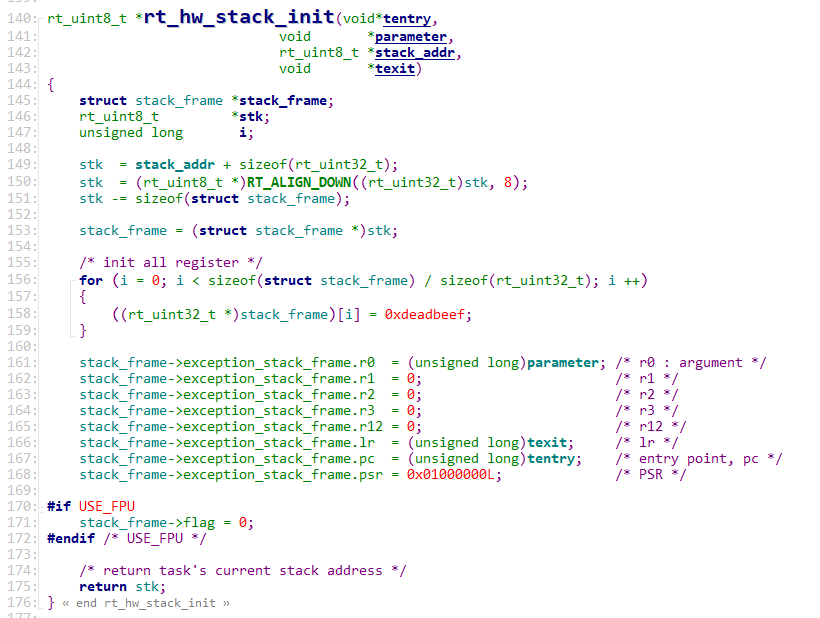 140: rt_uint8_t *rt_hw_stack_init(void*tentry,
141:                              void       *parameter,
142:                              rt_uint8_t *stack_addr,
143:                              void       *texit)
144: {
145:     struct stack_frame *stack_frame;
146:     rt_uint8_t         *stk;
147:     unsigned long       i;
148:
149:     stk  = stack_addr + sizeof(rt_uint32_t);
150:     stk  = (rt_uint8_t *)RT_ALIGN_DOWN((rt_uint32_t)stk, 8);
151:     stk -= sizeof(struct stack_frame);
152:
153:     stack_frame = (struct stack_frame *)stk;
154:
155:     /* init all register */
156:     for (i = 0; i < sizeof(struct stack_frame) / sizeof(rt_uint32_t); i ++)
157:     {
158:         ((rt_uint32_t *)stack_frame)[i] = 0xdeadbeef;
159:     }
160:
161:     stack_frame->exception_stack_frame.r0  = (unsigned long)parameter; /* r0 : argument */
162:     stack_frame->exception_stack_frame.r1  = 0;                        /* r1 */
163:     stack_frame->exception_stack_frame.r2  = 0;                        /* r2 */
164:     stack_frame->exception_stack_frame.r3  = 0;                        /* r3 */
165:     stack_frame->exception_stack_frame.r12 = 0;                        /* r12 */
166:     stack_frame->exception_stack_frame.lr  = (unsigned long)texit;     /* lr */
167:     stack_frame->exception_stack_frame.pc  = (unsigned long)tentry;    /* entry point, pc */
168:     stack_frame->exception_stack_frame.psr = 0x01000000L;              /* PSR */
169:
170: #if USE_FPU
171:     stack_frame->flag = 0;
172: #endif /* USE_FPU */
173:
174:     /* return task's current stack address */
175:     return stk;
176: } « end rt_hw_stack_init »
177: